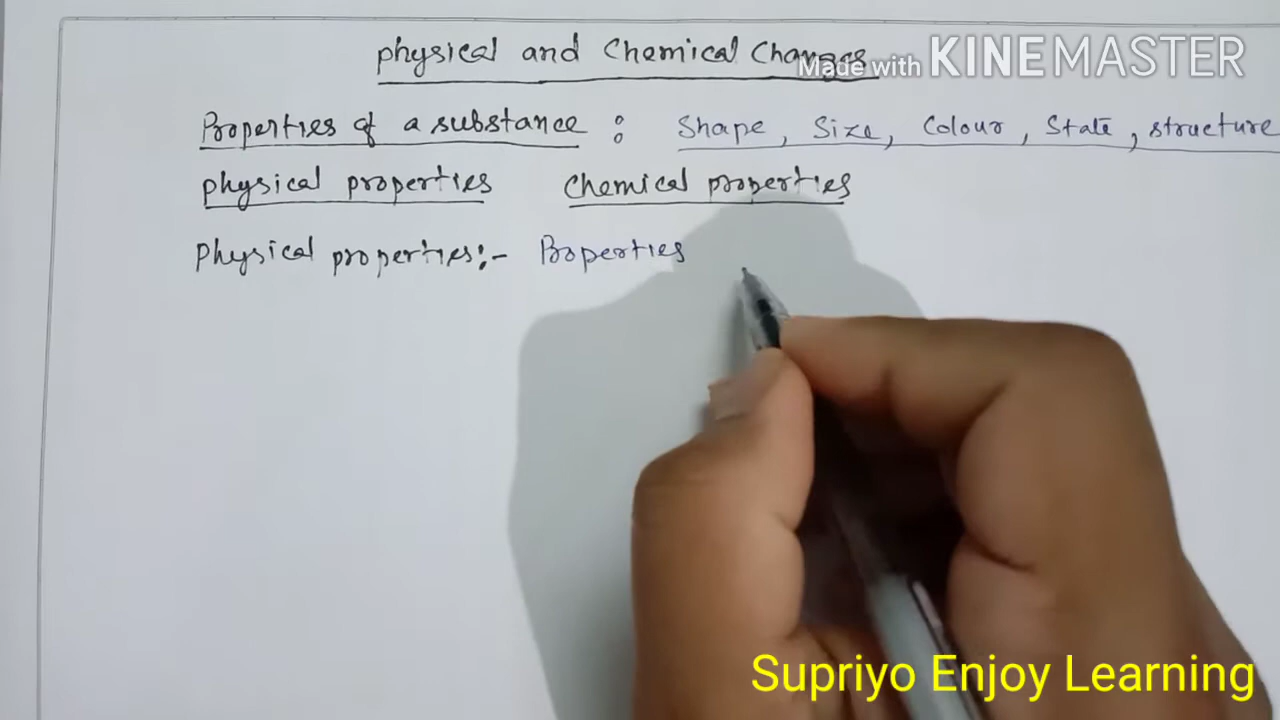 Physical and Chemical Changes
Made with KINEMASTER
Properties of a substance : Shape, Size, Colour, State, structure
Physical properties Chemical properties
Physical properties:- Properties
Supriyo Enjoy Learning